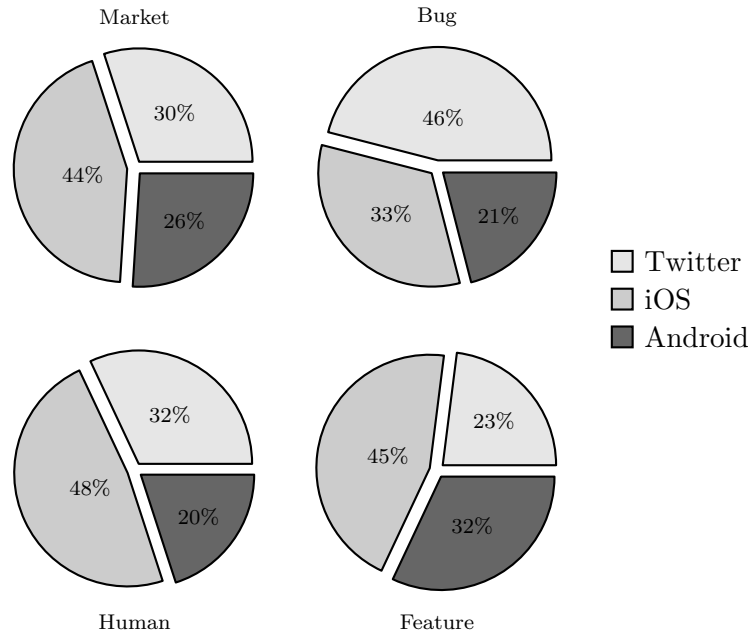 Market
30%
44%
26%
Bug
46%
33%
21%
Twitter
iOS
Android
32%
48%
20%
Human
23%
45%
32%
Feature